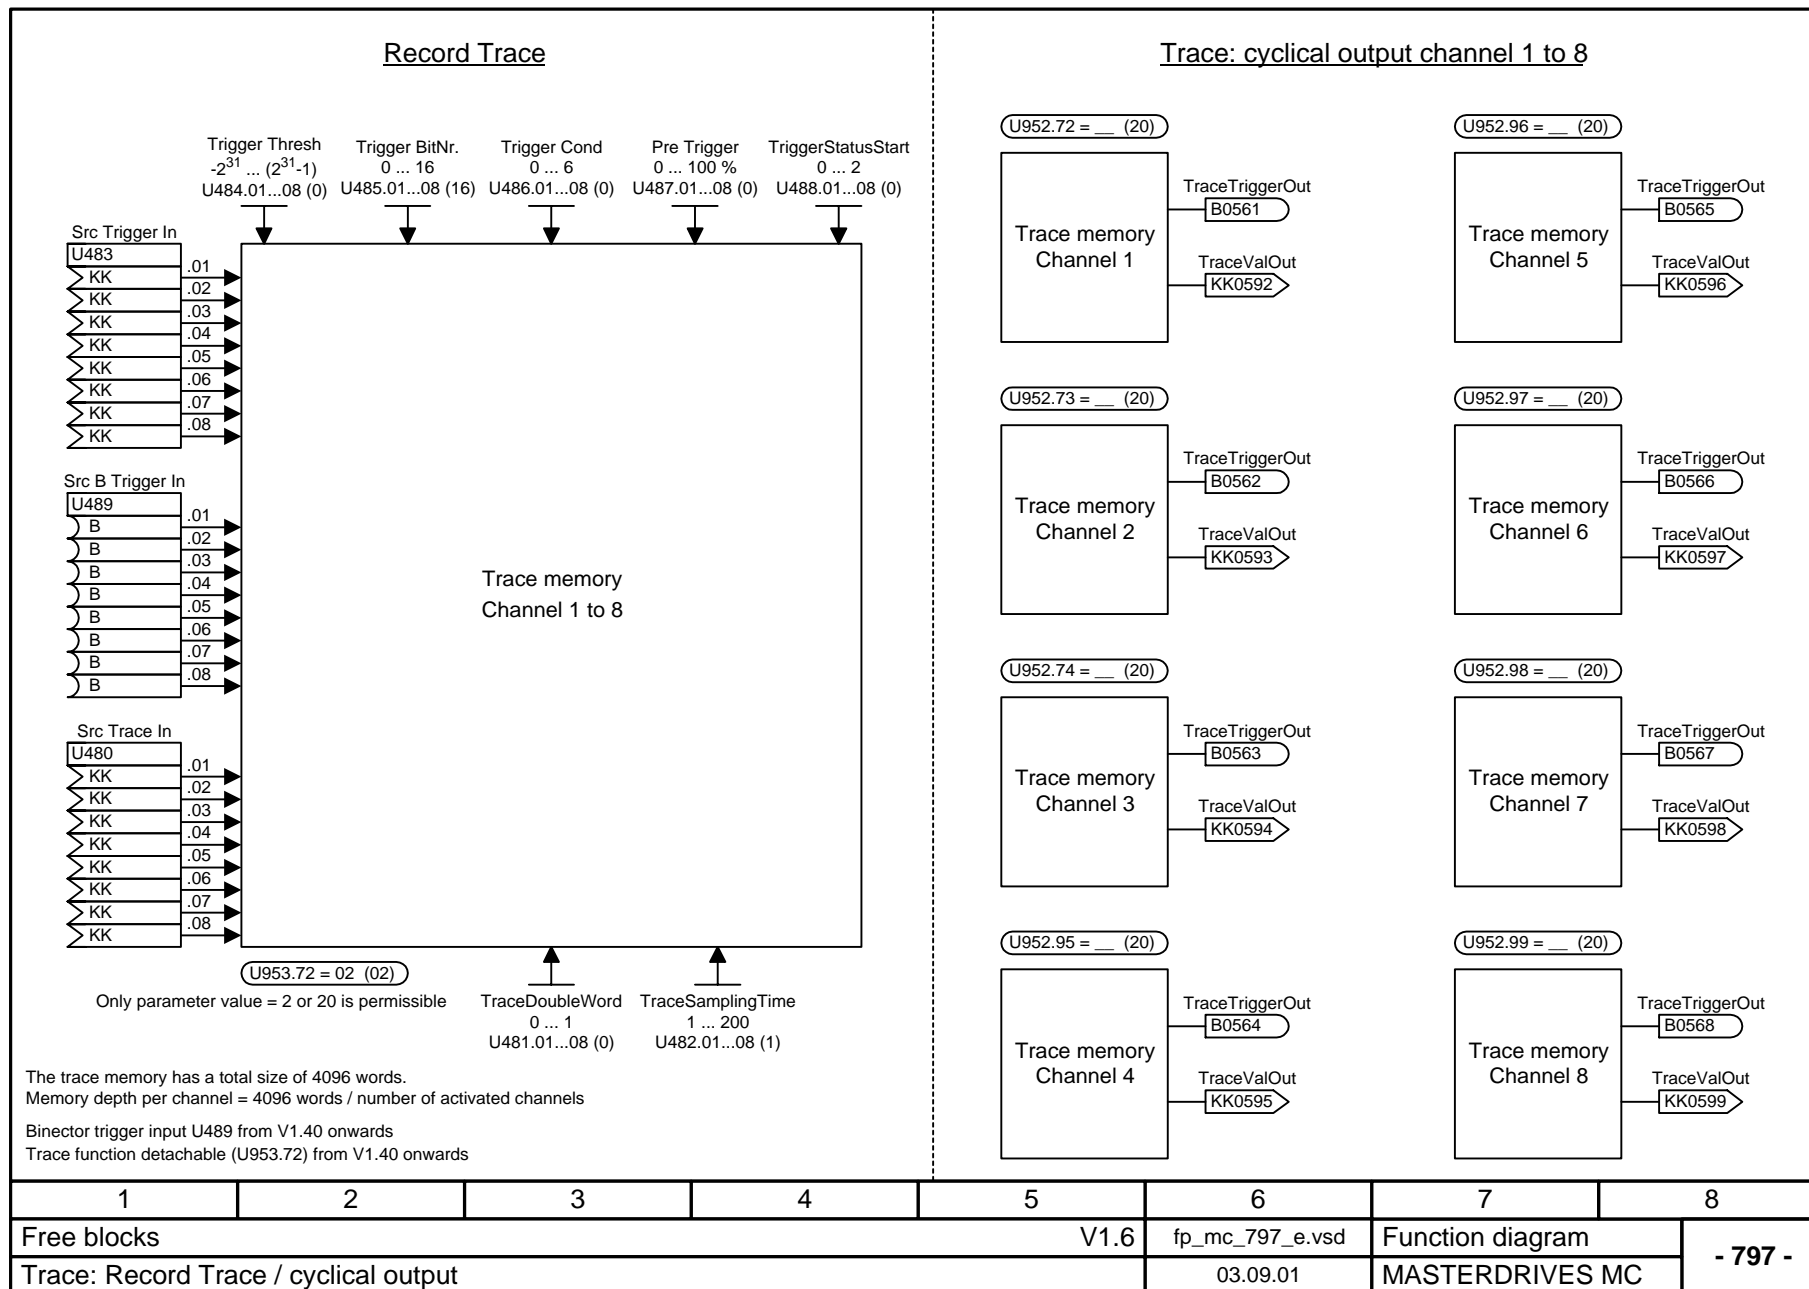 Record Trace
Trigger Thresh
-2^31 ... (2^31-1)
U484.01...08 (0)
Trigger BitNr.
0 ... 16
U485.01...08 (16)
Trigger Cond
0 ... 6
U486.01...08 (0)
Pre Trigger
0 ... 100 %
U487.01...08 (0)
TriggerStatusStart
0 ... 2
U488.01...08 (0)
Src Trigger In
U483
KK .01
KK .02
KK .03
KK .04
KK .05
KK .06
KK .07
KK .08
Src B Trigger In
U489
B .01
B .02
B .03
B .04
B .05
B .06
B .07
B .08
Src Trace In
U480
KK .01
KK .02
KK .03
KK .04
KK .05
KK .06
KK .07
KK .08
Trace memory
Channel 1 to 8
U953.72 = 02 (02)
Only parameter value = 2 or 20 is permissible
TraceDoubleWord
0 ... 1
U481.01...08 (0)
TraceSamplingTime
1 ... 200
U482.01...08 (1)
The trace memory has a total size of 4096 words.
Memory depth per channel = 4096 words / number of activated channels
Binector trigger input U489 from V1.40 onwards
Trace function detachable (U953.72) from V1.40 onwards
Trace: cyclical output channel 1 to 8
U952.72 = __ (20)
Trace memory
Channel 1
TraceTriggerOut
B0561
TraceValOut
KK0592
U952.96 = __ (20)
Trace memory
Channel 5
TraceTriggerOut
B0565
TraceValOut
KK0596
U952.73 = __ (20)
Trace memory
Channel 2
TraceTriggerOut
B0562
TraceValOut
KK0593
U952.97 = __ (20)
Trace memory
Channel 6
TraceTriggerOut
B0566
TraceValOut
KK0597
U952.74 = __ (20)
Trace memory
Channel 3
TraceTriggerOut
B0563
TraceValOut
KK0594
U952.98 = __ (20)
Trace memory
Channel 7
TraceTriggerOut
B0567
TraceValOut
KK0598
U952.95 = __ (20)
Trace memory
Channel 4
TraceTriggerOut
B0564
TraceValOut
KK0595
U952.99 = __ (20)
Trace memory
Channel 8
TraceTriggerOut
B0568
TraceValOut
KK0599
1 2 3 4 5 6 7 8
Free blocks V1.6 fp_mc_797_e.vsd Function diagram
- 797 -
Trace: Record Trace / cyclical output 03.09.01 MASTERDRIVES MC